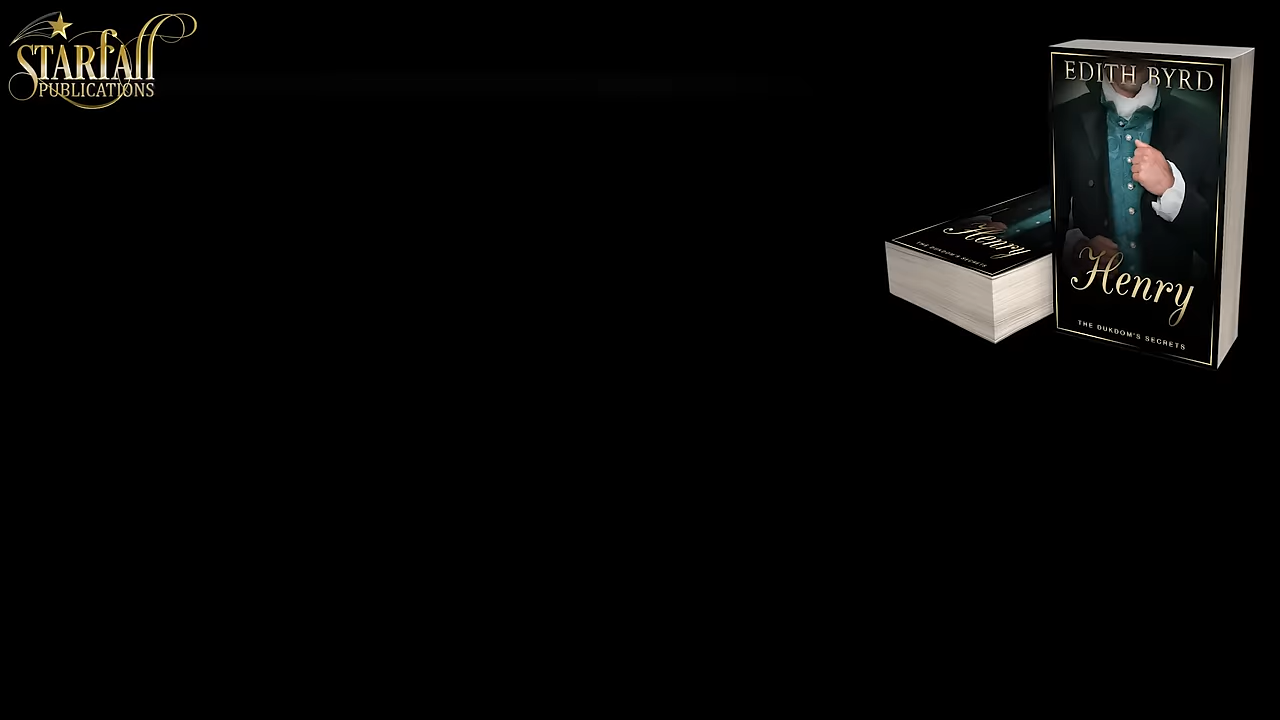 STARfAll
PUBLICATIONS
EDITH BYRD
Henry
THE DUKDOM'S SECRETS
Henry
THE DUKDOM'S SECRETS